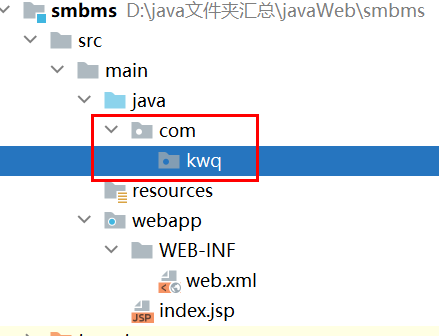 smbms D:\java文件夹汇总\javaWeb\smbms
src
main
java
com
kwq
resources
webapp
WEB-INF
web.xml
JSP index.jsp